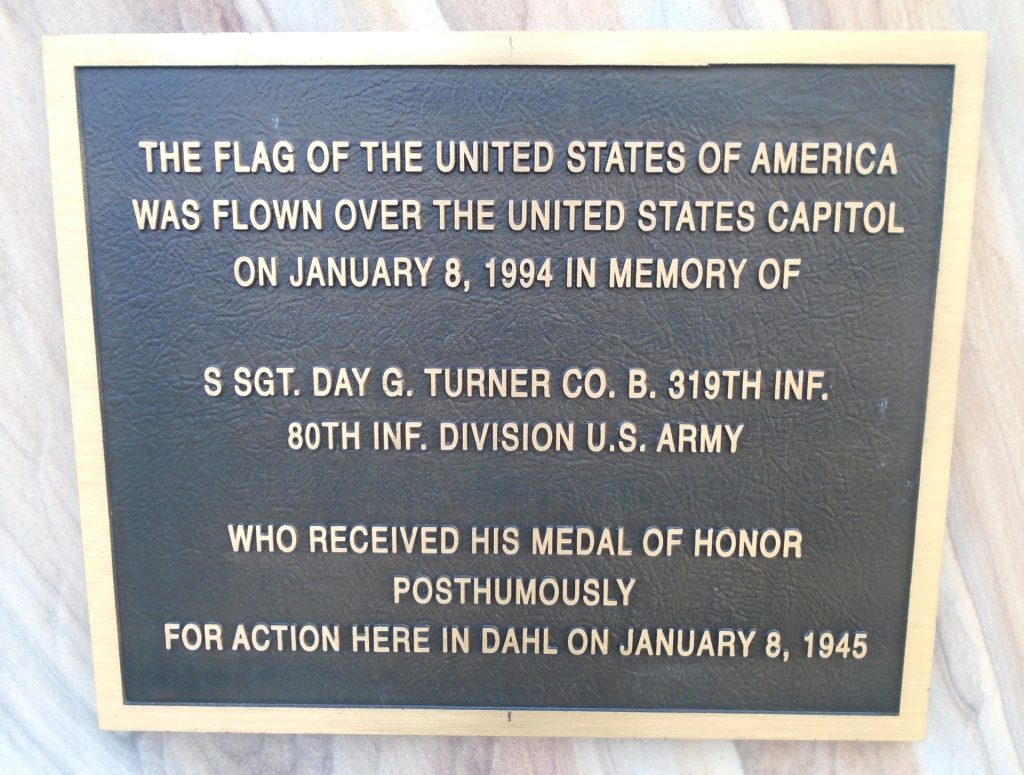 THE FLAG OF THE UNITED STATES OF AMERICA
WAS FLOWN OVER THE UNITED STATES CAPITOL
ON JANUARY 8, 1994 IN MEMORY OF
S SGT. DAY G. TURNER CO. B. 319TH INF.
80TH INF. DIVISION U.S. ARMY
WHO RECEIVED HIS MEDAL OF HONOR
POSTHUMOUSLY
FOR ACTION HERE IN DAHL ON JANUARY 8, 1945